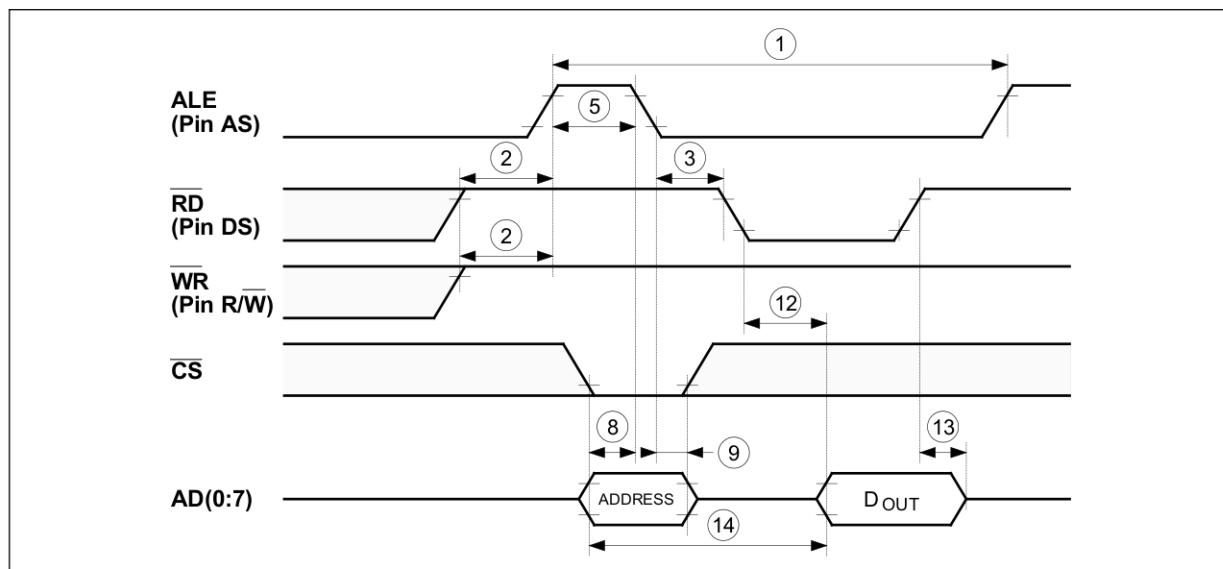 1
ALE
(Pin AS)
5
2
3
RD
(Pin DS)
2
WR
(Pin R/W)
12
CS
8
9
13
AD(0:7)
ADDRESS
DOUT
14